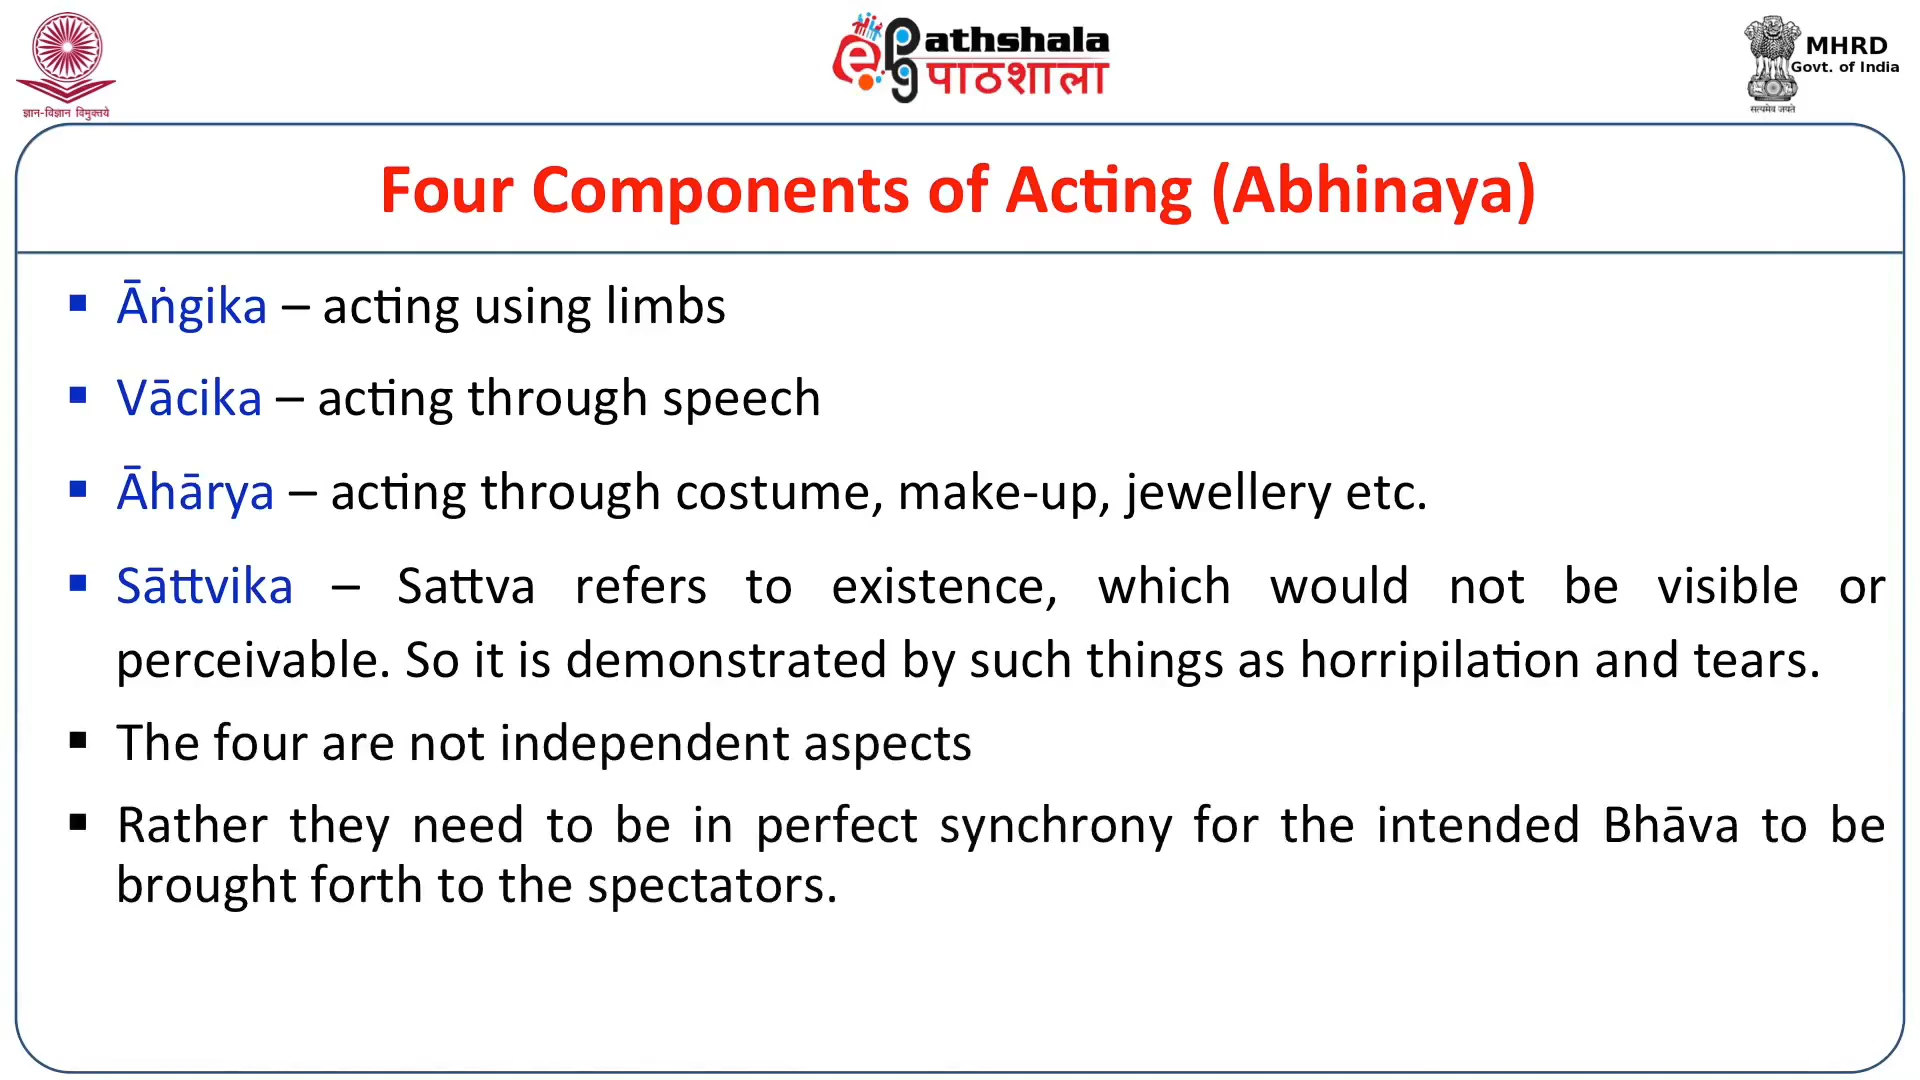 ज्ञान-विज्ञान विमुक्तये
ePathshala
पाठशाला
MHRD
Govt. of India
सत्यमेव जयते
Four Components of Acting (Abhinaya)
▪ Āṅgika – acting using limbs
▪ Vācika – acting through speech
▪ Āhārya – acting through costume, make-up, jewellery etc.
▪ Sāttvika – Sattva refers to existence, which would not be visible or
perceivable. So it is demonstrated by such things as horripilation and tears.
▪ The four are not independent aspects
▪ Rather they need to be in perfect synchrony for the intended Bhāva to be
brought forth to the spectators.